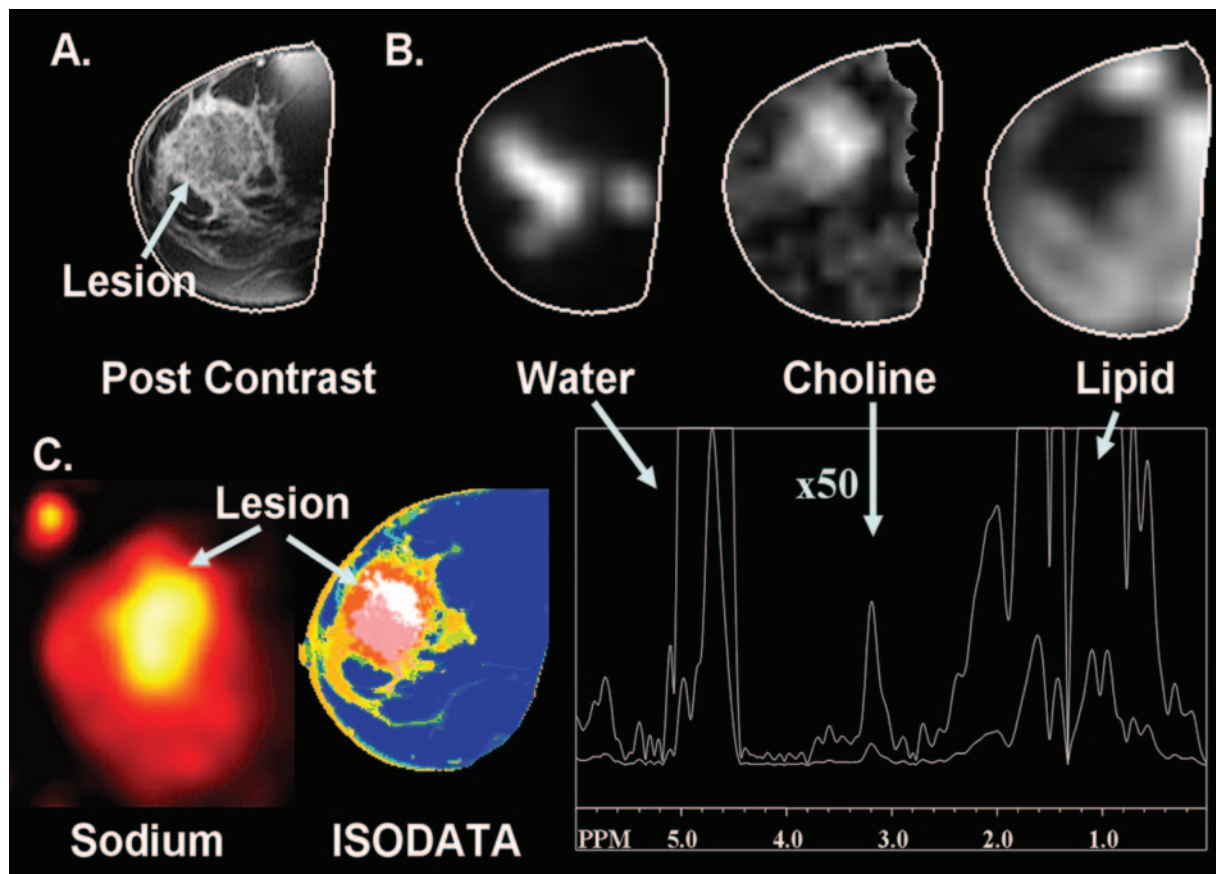 A.
B.
Lesion
Post Contrast
Water
Choline
Lipid
C.
Lesion
x50
Sodium
ISODATA
PPM 5.0 4.0 3.0 2.0 1.0